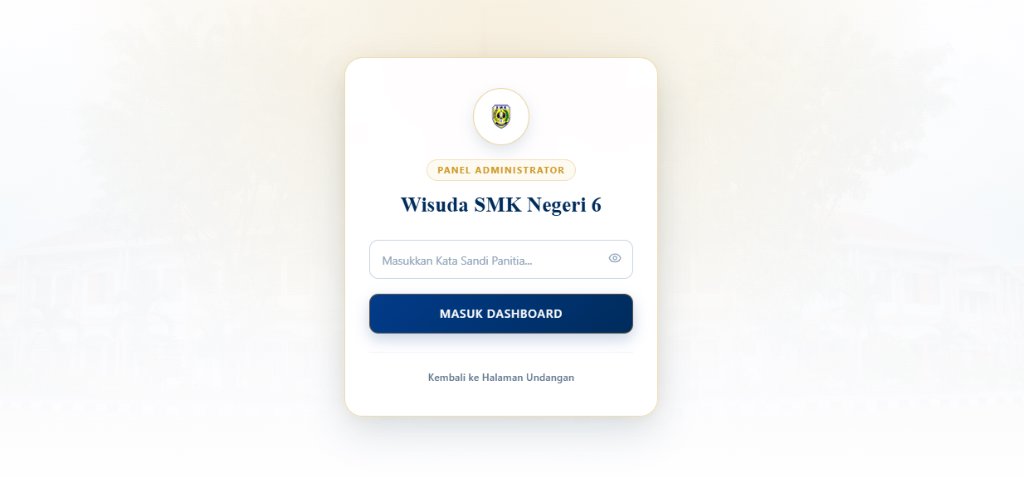 PANEL ADMINISTRATOR
Wisuda SMK Negeri 6
Masukkan Kata Sandi Panitia...
MASUK DASHBOARD
Kembali ke Halaman Undangan